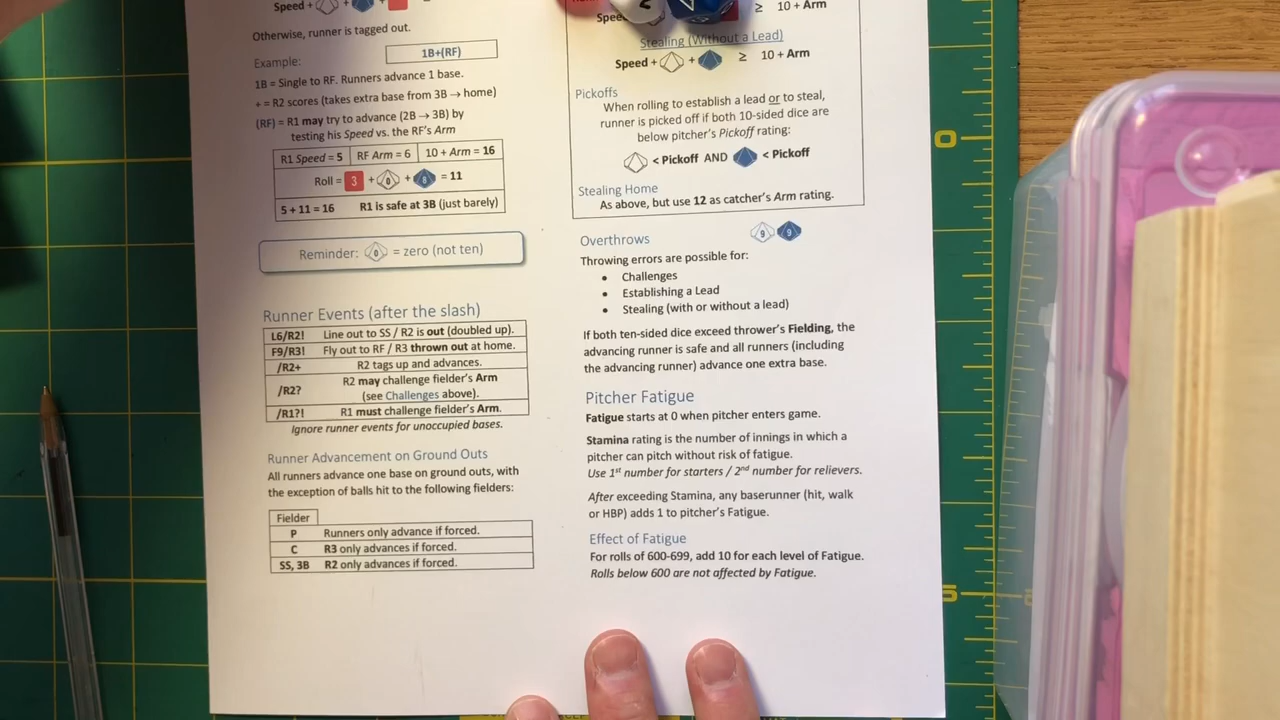 Speed + + +
Otherwise, runner is tagged out.
Example:
1B+(RF)
1B = Single to RF. Runners advance 1 base.
+ = R2 scores (takes extra base from 3B → home)
(RF) = R1 may try to advance (2B → 3B) by
testing his Speed vs. the RF's Arm
R1 Speed = 5 RF Arm = 6 10 + Arm = 16
Roll = 3 + 0 + 8 = 11
5 + 11 = 16 R1 is safe at 3B (just barely)
Reminder: 0 = zero (not ten)
Runner Events (after the slash)
L6/R2! Line out to SS / R2 is out (doubled up).
F9/R3! Fly out to RF / R3 thrown out at home.
/R2+ R2 tags up and advances.
/R2? R2 may challenge fielder's Arm
(see Challenges above).
/R1?! R1 must challenge fielder's Arm.
Ignore runner events for unoccupied bases.
Runner Advancement on Ground Outs
All runners advance one base on ground outs, with
the exception of balls hit to the following fielders:
Fielder
P Runners only advance if forced.
C R3 only advances if forced.
SS, 3B R2 only advances if forced.
≥ 10 + Arm
Stealing (Without a Lead)
Speed + + ≥ 10 + Arm
Pickoffs
When rolling to establish a lead or to steal,
runner is picked off if both 10-sided dice are
below pitcher's Pickoff rating:
< Pickoff AND < Pickoff
Stealing Home
As above, but use 12 as catcher's Arm rating.
Overthrows 9 9
Throwing errors are possible for:
• Challenges
• Establishing a Lead
• Stealing (with or without a lead)
If both ten-sided dice exceed thrower's Fielding, the
advancing runner is safe and all runners (including
the advancing runner) advance one extra base.
Pitcher Fatigue
Fatigue starts at 0 when pitcher enters game.
Stamina rating is the number of innings in which a
pitcher can pitch without risk of fatigue.
Use 1st number for starters / 2nd number for relievers.
After exceeding Stamina, any baserunner (hit, walk
or HBP) adds 1 to pitcher's Fatigue.
Effect of Fatigue
For rolls of 600-699, add 10 for each level of Fatigue.
Rolls below 600 are not affected by Fatigue.
0